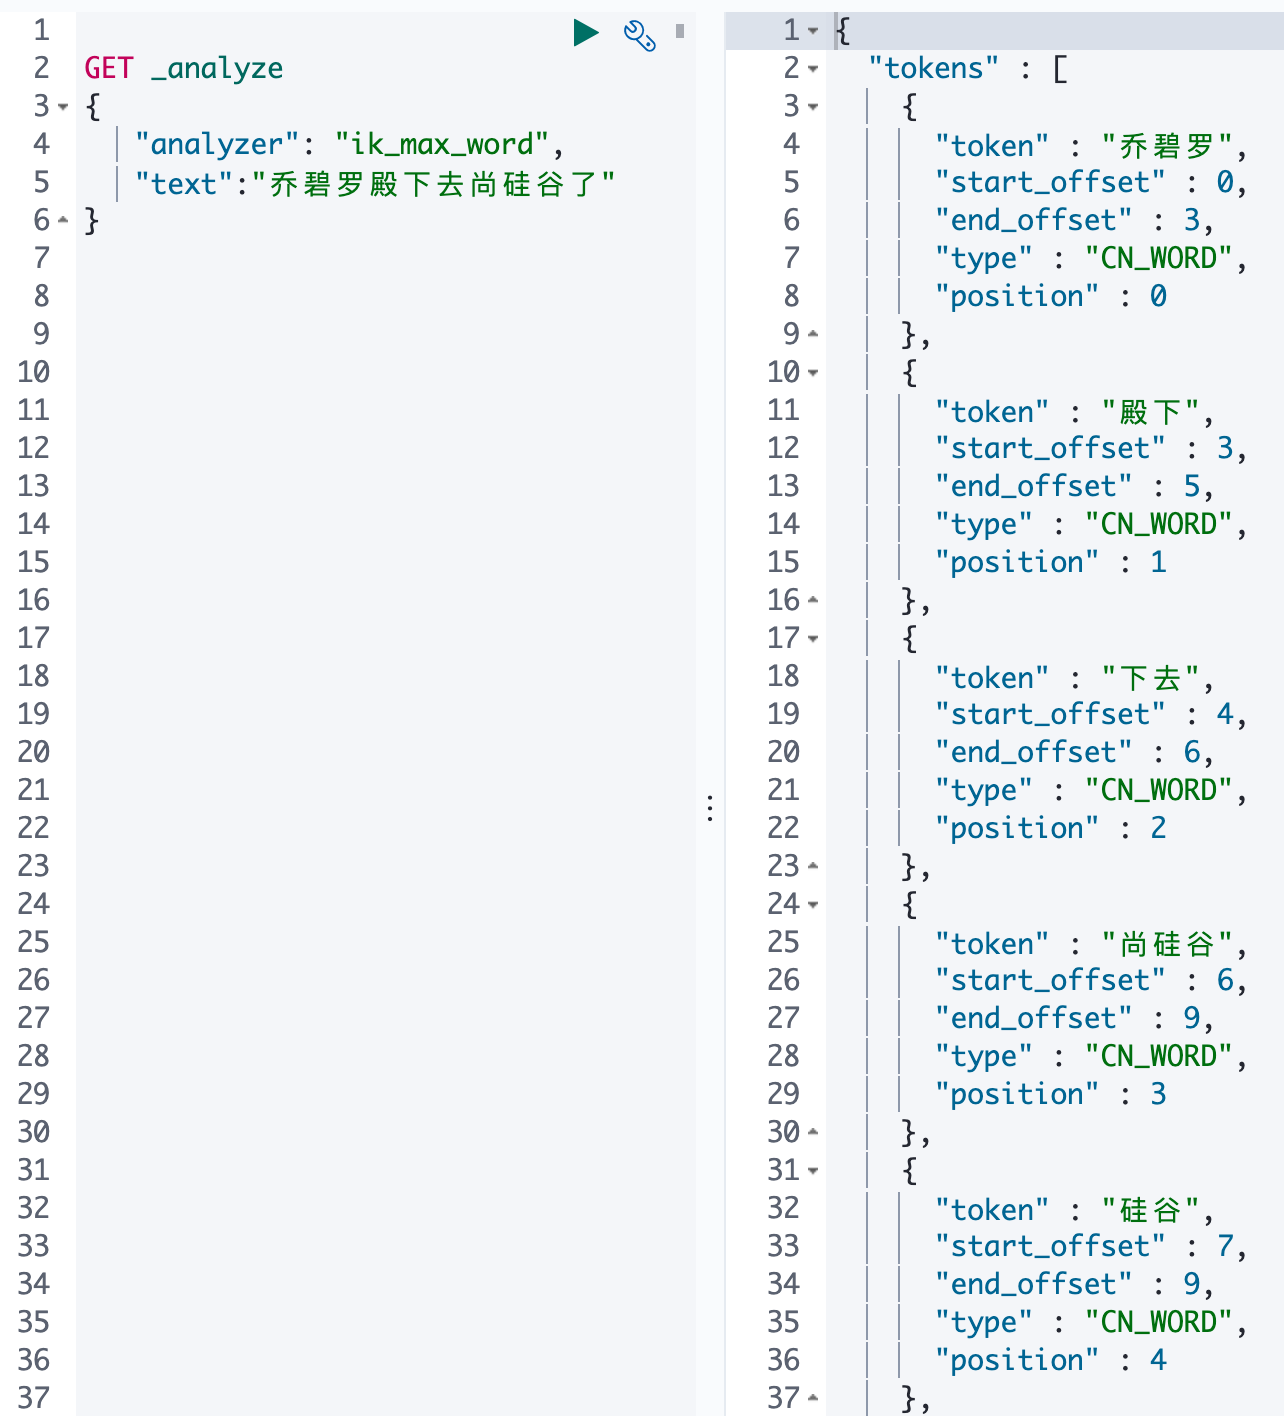 1
2 GET _analyze
3 {
4 "analyzer": "ik_max_word",
5 "text":"乔碧罗殿下去尚硅谷了"
6 }
7
8
9
10
11
12
13
14
15
16
17
18
19
20
21
22
23
24
25
26
27
28
29
30
31
32
33
34
35
36
37
1 {
2 "tokens" : [
3 {
4 "token" : "乔碧罗",
5 "start_offset" : 0,
6 "end_offset" : 3,
7 "type" : "CN_WORD",
8 "position" : 0
9 },
10 {
11 "token" : "殿下",
12 "start_offset" : 3,
13 "end_offset" : 5,
14 "type" : "CN_WORD",
15 "position" : 1
16 },
17 {
18 "token" : "下去",
19 "start_offset" : 4,
20 "end_offset" : 6,
21 "type" : "CN_WORD",
22 "position" : 2
23 },
24 {
25 "token" : "尚硅谷",
26 "start_offset" : 6,
27 "end_offset" : 9,
28 "type" : "CN_WORD",
29 "position" : 3
30 },
31 {
32 "token" : "硅谷",
33 "start_offset" : 7,
34 "end_offset" : 9,
35 "type" : "CN_WORD",
36 "position" : 4
37 },